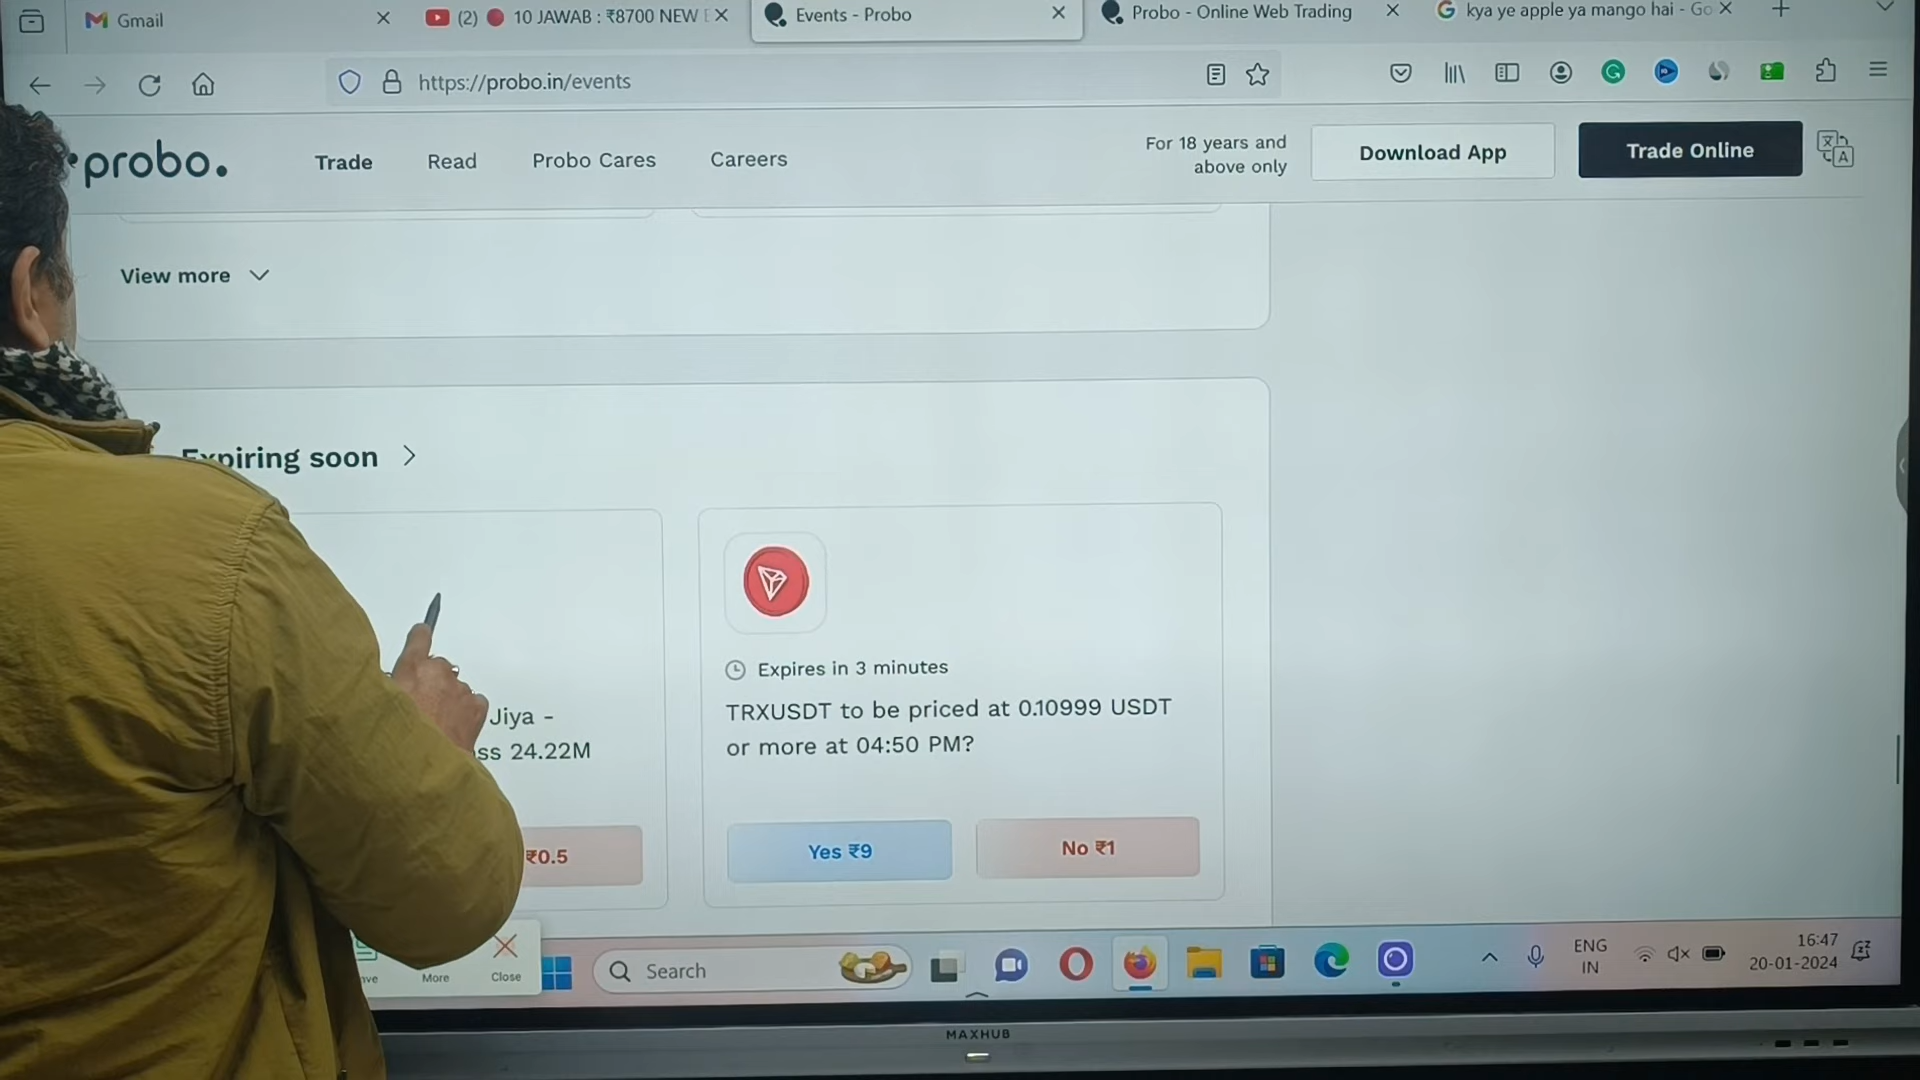 Gmail
(2) 10 JAWAB : ₹8700 NEW
Events - Probo
Probo - Online Web Trading
kya ye apple ya mango hai - Go
https://probo.in/events
probo.
Trade
Read
Probo Cares
Careers
For 18 years and
above only
Download App
Trade Online
View more
Expiring soon
Jiya -
ss 24.22M
₹0.5
Expires in 3 minutes
TRXUSDT to be priced at 0.10999 USDT
or more at 04:50 PM?
Yes ₹9
No ₹1
More
Close
Search
ENG
IN
16:47
20-01-2024
MAXHUB